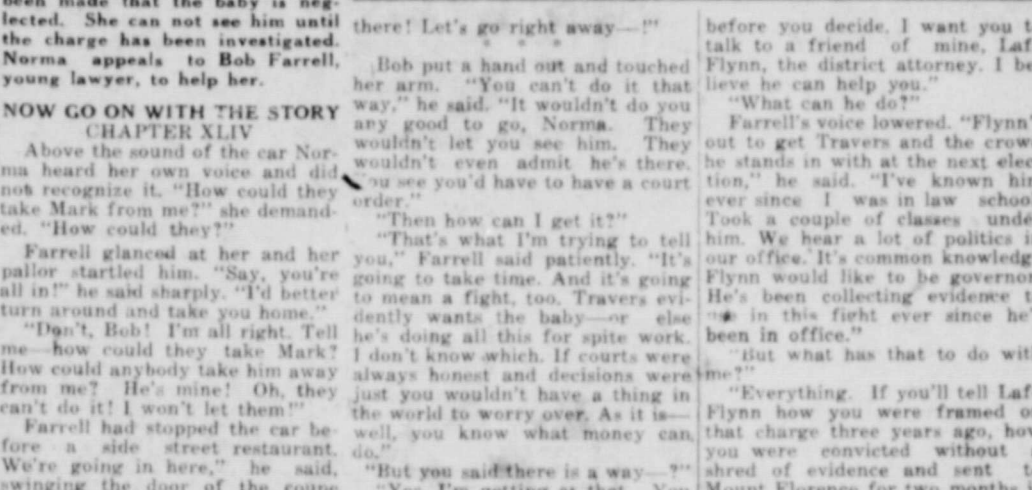 been made that the baby is neg-
lected. She can not see him until
the charge has been investigated.
Norma appeals to Bob Farrell,
young lawyer, to help her.
NOW GO ON WITH THE STORY
CHAPTER XLIV
Above the sound of the car Nor-
ma heard her own voice and did
not recognize it. "How could they
take Mark from me?" she demand-
ed. "How could they?"
Farrell glanced at her and her
pallor startled him. "Say, you're
all in!" he said sharply. "I'd better
turn around and take you home."
"Don't, Bob! I'm all right. Tell
me—how could they take Mark?
How could anybody take him away
from me? He's mine! Oh, they
can't do it! I won't let them!"
Farrell had stopped the car be-
fore a side street restaurant.
We're going in here," he said,
swinging the door of the coupe
there! Let's go right away—!"
* * *
Bob put a hand out and touched
her arm. "You can't do it that
way," he said. "It wouldn't do you
any good to go, Norma. They
wouldn't let you see him. They
wouldn't even admit he's there.
You see you'd have to have a court
order."
"Then how can I get it?"
"That's what I'm trying to tell
you," Farrell said patiently. "It's
going to take time. And it's going
to mean a fight, too. Travers evi-
dently wants the baby—or else
he's doing all this for spite work.
I don't know which. If courts were
always honest and decisions were
just you wouldn't have a thing in
the world to worry over. As it is—
well, you know what money can
do."
"But you said there is a way—?"
"Yes, I'm getting at that. You
before you decide, I want you t
talk to a friend of mine, Laf
Flynn, the district attorney. I be
lieve he can help you."
"What can he do?"
Farrell's voice lowered. "Flynn'
out to get Travers and the crow
he stands in with at the next elec
tion," he said. "I've known hi
ever since I was in law schoo
Took a couple of classes unde
him. We hear a lot of politics i
our office. It's common knowledg
Flynn would like to be governo
He's been collecting evidence t
in this fight ever since he'
been in office."
"But what has that to do wit
me?"
"Everything. If you'll tell Laf
Flynn how you were framed o
that charge three years ago, how
you were convicted without
shred of evidence and sent t
Mount Florence for two months